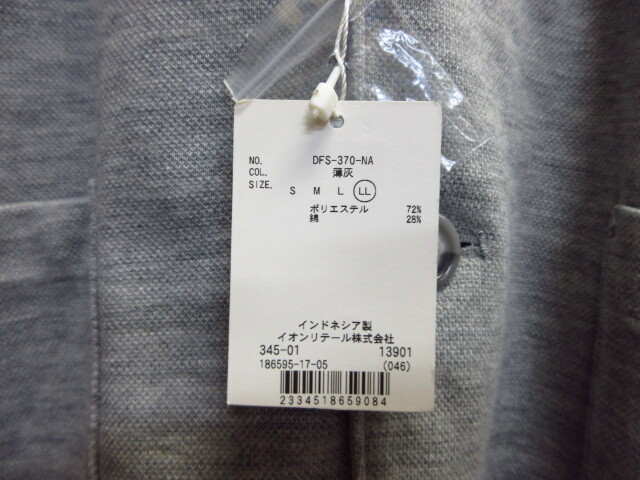 NO. DFS-370-NA
COL. 薄灰
SIZE. S M L LL
ポリエステル 72%
綿 28%
インドネシア製
イオンリテール株式会社
345-01 13901
186595-17-05 (046)
2334518659084